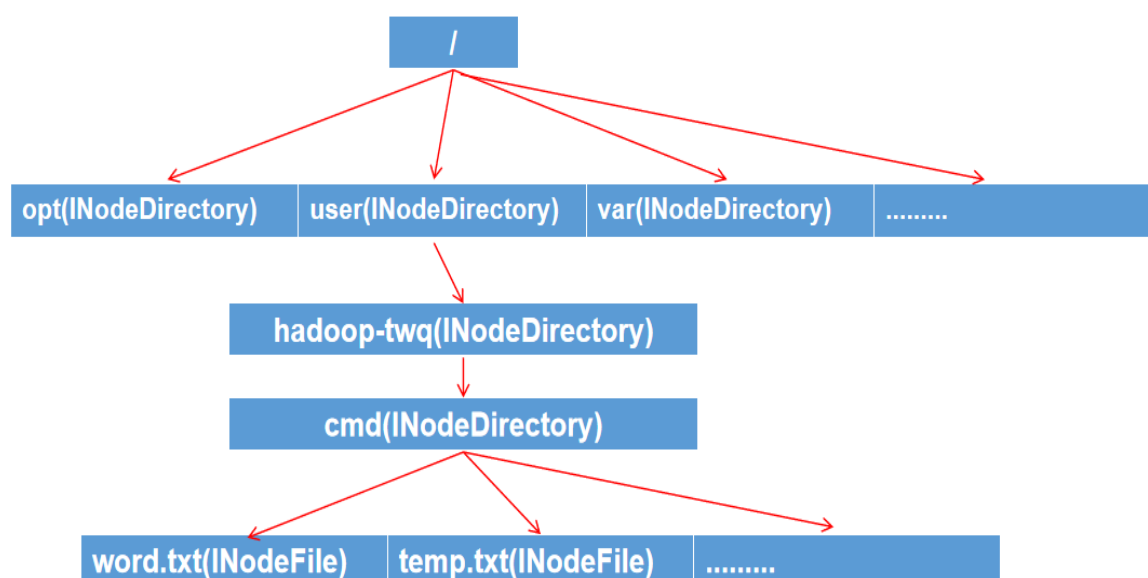 /
opt(INodeDirectory) user(INodeDirectory) var(INodeDirectory) .........
hadoop-twq(INodeDirectory)
cmd(INodeDirectory)
word.txt(INodeFile) temp.txt(INodeFile) .........